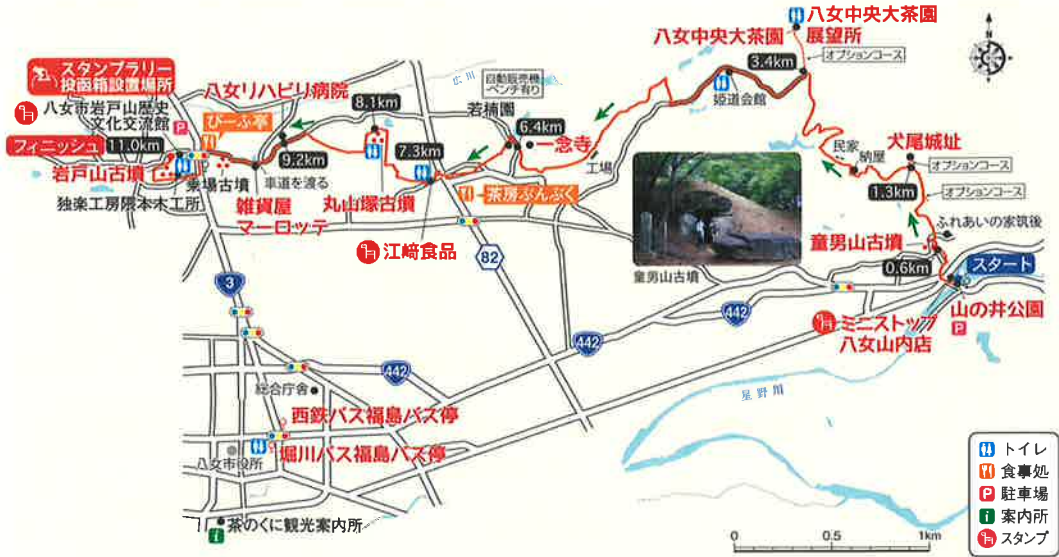 八女中央大茶園
展望所
八女中央大茶園
オプションコース
3.4km
姫道会館
スタンプラリー
投函箱設置場所
八女市岩戸山歴史
文化交流館
フィニッシュ
11.0km
岩戸山古墳
乗場古墳
独楽工房隈本木工所
びーふ亭
八女リハビリ病院
9.2km
車道を渡る
雑貨屋
マーロッテ
8.1km
丸山塚古墳
7.3km
広川
自動販売機
ベンチ有り
若楠園
6.4km
一念寺
工場
茶房ぶんぶく
江﨑食品
民家
納屋
犬尾城址
オプションコース
1.3km
オプションコース
ふれあいの家筑後
童男山古墳
0.6km
スタート
山の井公園
ミニストップ
八女山内店
童男山古墳
82
3
442
442
442
星野川
総合庁舎
西鉄バス福島バス停
堀川バス福島バス停
八女市役所
茶のくに観光案内所
トイレ
食事処
駐車場
案内所
スタンプ
0
0.5
1km